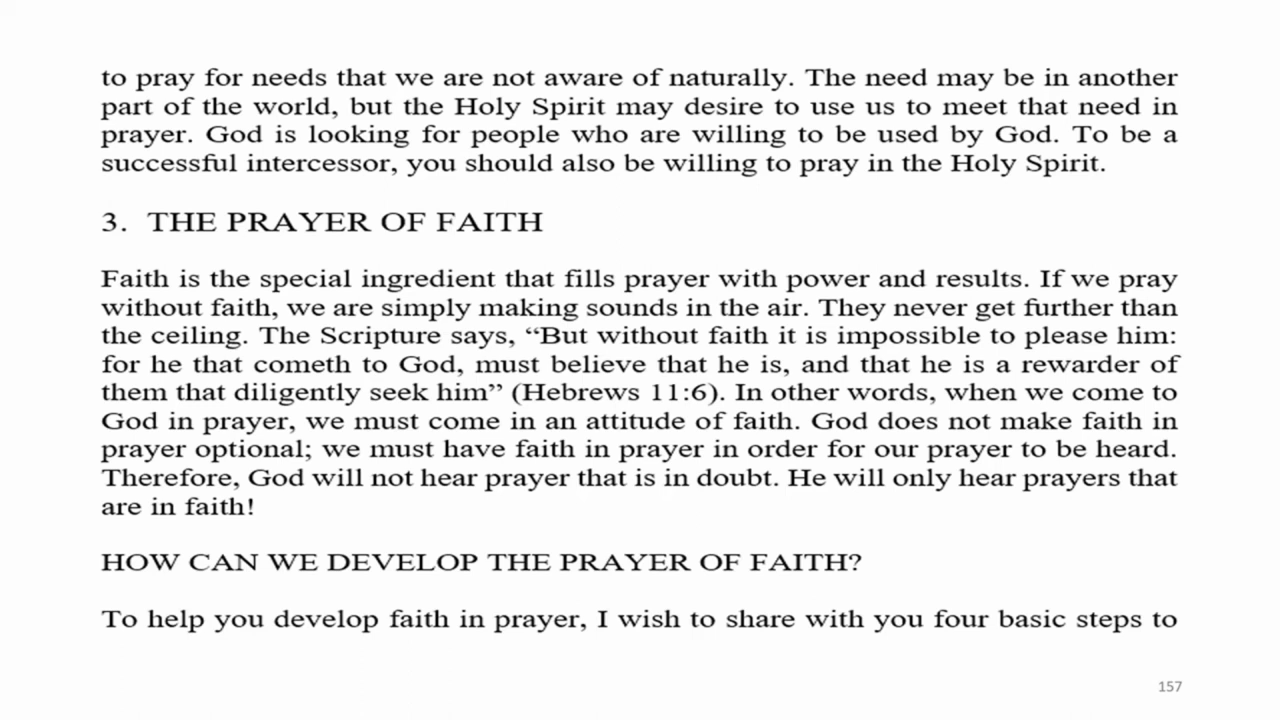 to pray for needs that we are not aware of naturally. The need may be in another
part of the world, but the Holy Spirit may desire to use us to meet that need in
prayer. God is looking for people who are willing to be used by God. To be a
successful intercessor, you should also be willing to pray in the Holy Spirit.
3. THE PRAYER OF FAITH
Faith is the special ingredient that fills prayer with power and results. If we pray
without faith, we are simply making sounds in the air. They never get further than
the ceiling. The Scripture says, “But without faith it is impossible to please him:
for he that cometh to God, must believe that he is, and that he is a rewarder of
them that diligently seek him” (Hebrews 11:6). In other words, when we come to
God in prayer, we must come in an attitude of faith. God does not make faith in
prayer optional; we must have faith in prayer in order for our prayer to be heard.
Therefore, God will not hear prayer that is in doubt. He will only hear prayers that
are in faith!
HOW CAN WE DEVELOP THE PRAYER OF FAITH?
To help you develop faith in prayer, I wish to share with you four basic steps to
157